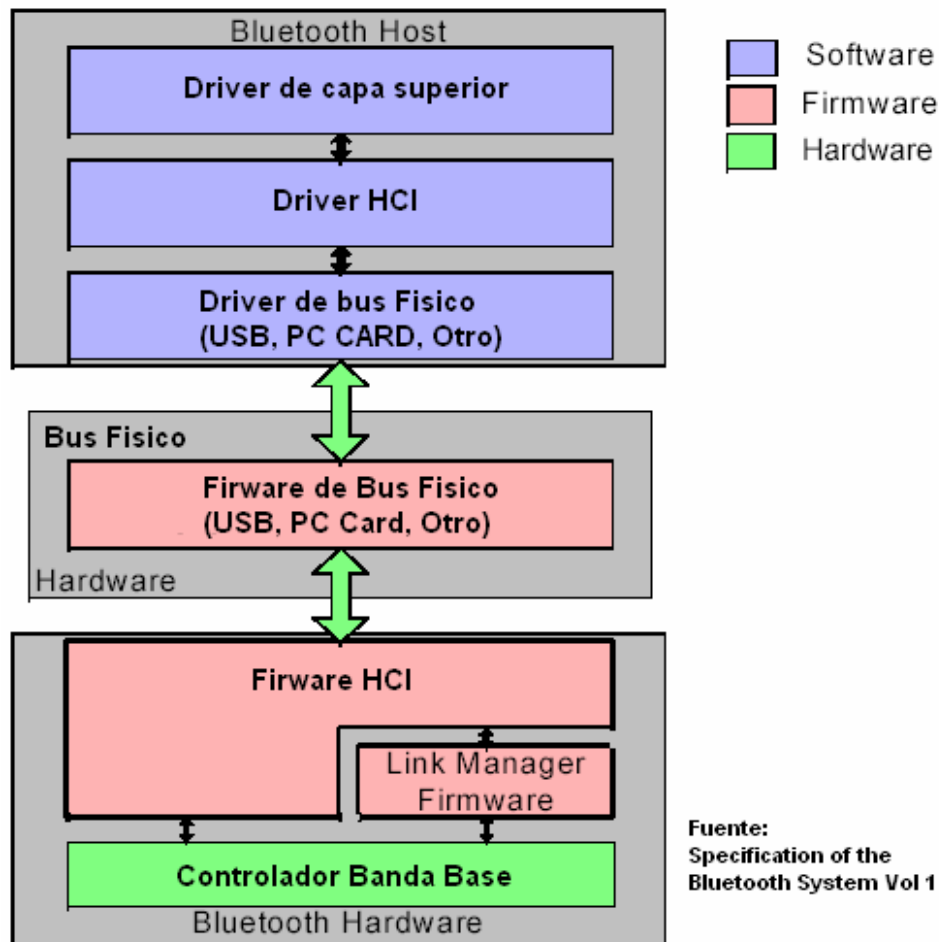 Bluetooth Host
Driver de capa superior
Driver HCI
Driver de bus Fisico
(USB, PC CARD, Otro)
Software
Firmware
Hardware
Bus Fisico
Firware de Bus Fisico
(USB, PC Card, Otro)
Hardware
Firware HCI
Link Manager
Firmware
Controlador Banda Base
Bluetooth Hardware
Fuente:
Specification of the
Bluetooth System Vol 1